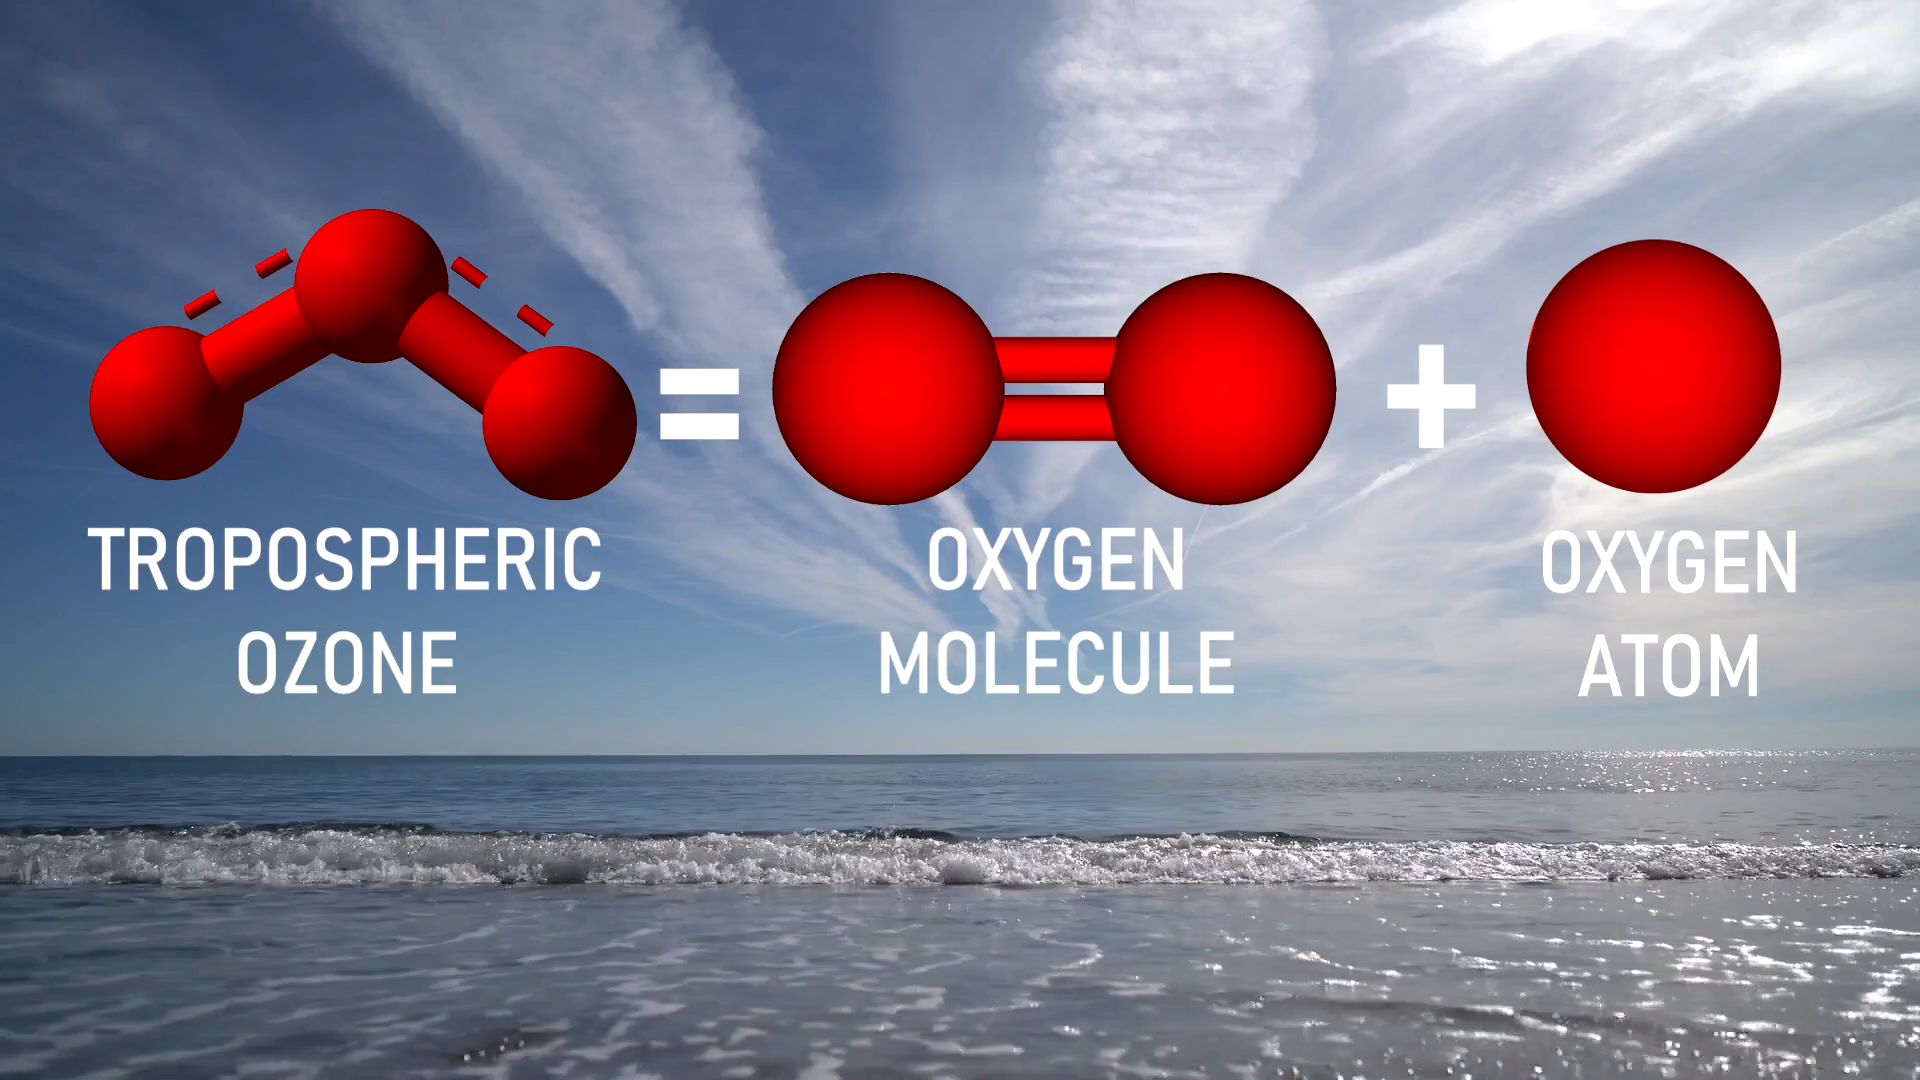 TROPOSPHERIC
OZONE
=
OXYGEN
MOLECULE
+
OXYGEN
ATOM